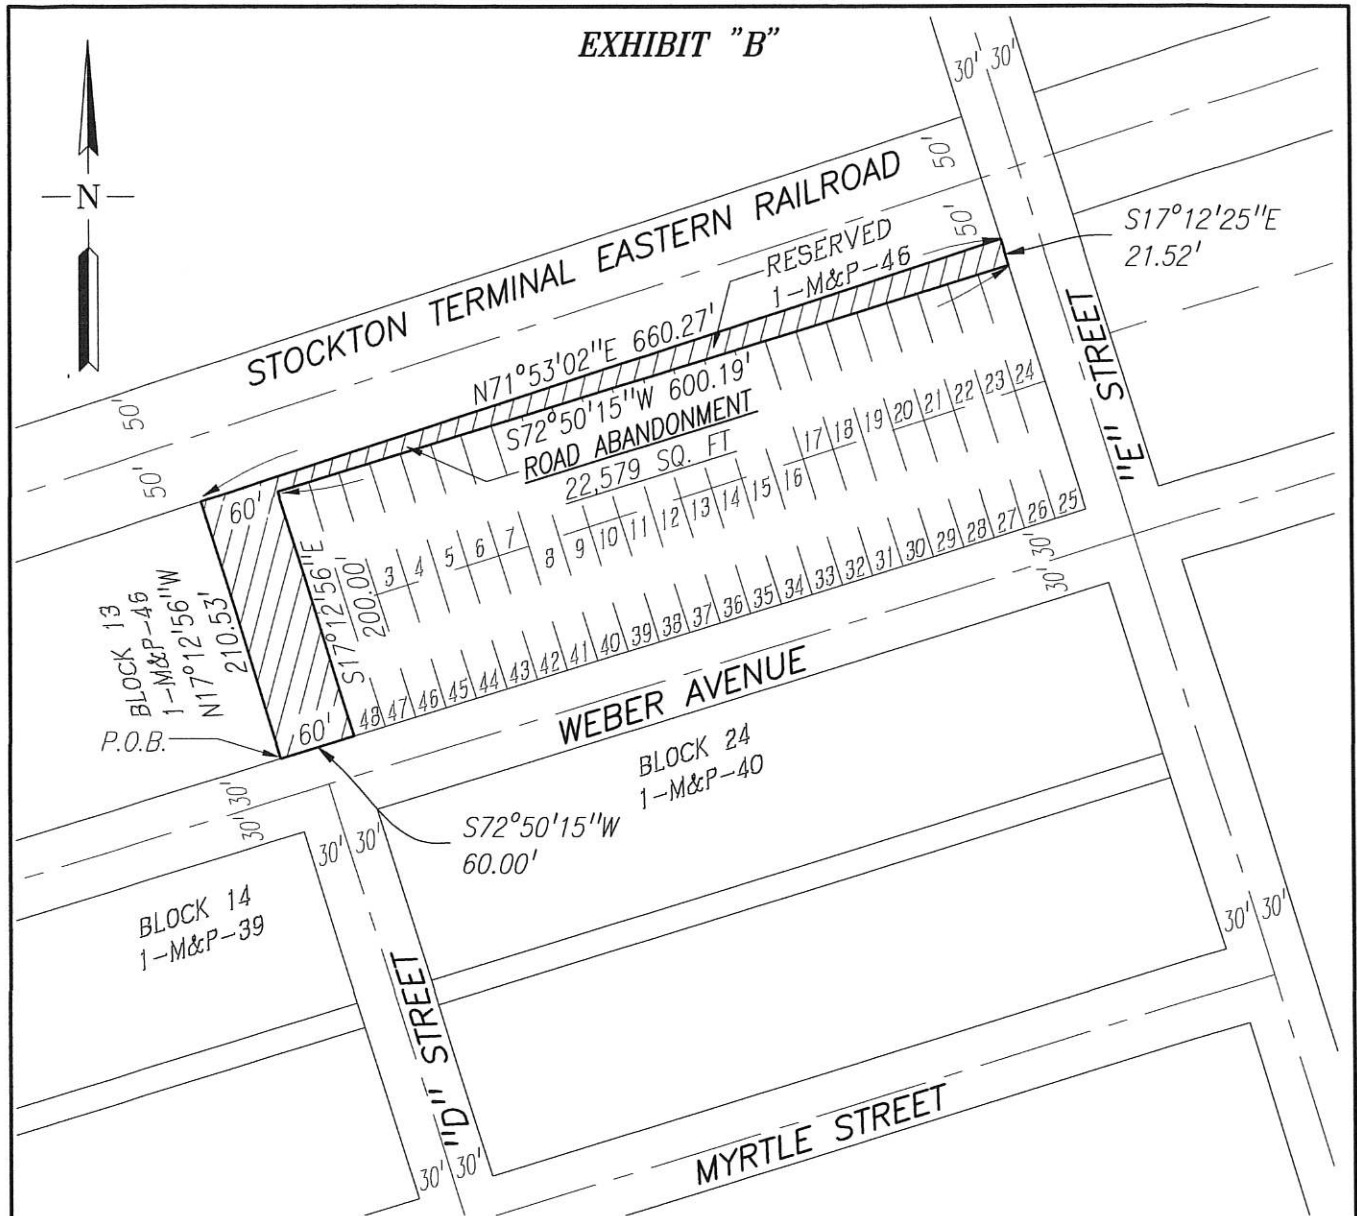 EXHIBIT "B"
30' 30'
N
50'
STOCKTON TERMINAL EASTERN RAILROAD
50'
RESERVED
1-M&P-46
S17°12'25"E
21.52'
N71°53'02"E 660.27'
S72°50'15"W 600.19'
ROAD ABANDONMENT
22,579 SQ. FT
"E" STREET
50'
50'
60'
S17°12'56"E
200.00'
3 4 5 6 7 8 9 10 11 12 13 14 15 16 17 18 19 20 21 22 23 24
BLOCK 13
1-M&P-46
N17°12'56"W
210.53'
P.O.B.
60'
48 47 46 45 44 43 42 41 40 39 38 37 36 35 34 33 32 31 30 29 28 27 26 25
30' 30'
WEBER AVENUE
BLOCK 24
1-M&P-40
30' 30'
S72°50'15"W
60.00'
30' 30'
BLOCK 14
1-M&P-39
30' 30'
"D" STREET
30' 30'
MYRTLE STREET